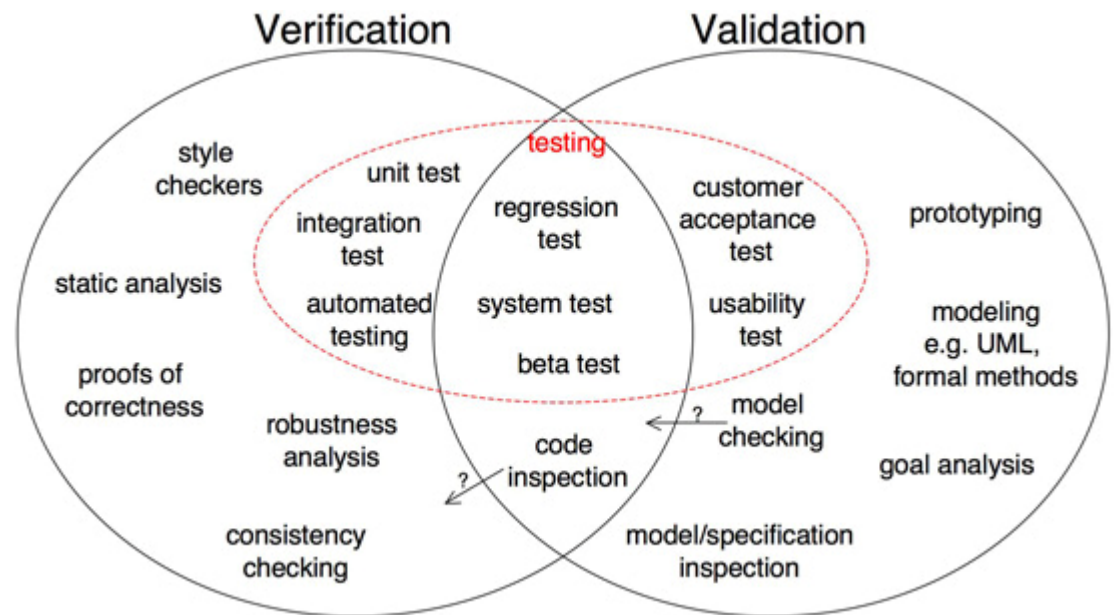 Verification
Validation
testing
style
checkers
unit test
integration
test
automated
testing
static analysis
proofs of
correctness
robustness
analysis
consistency
checking
regression
test
system test
beta test
code
inspection
?
customer
acceptance
test
usability
test
?
model
checking
model/specification
inspection
prototyping
modeling
e.g. UML,
formal methods
goal analysis